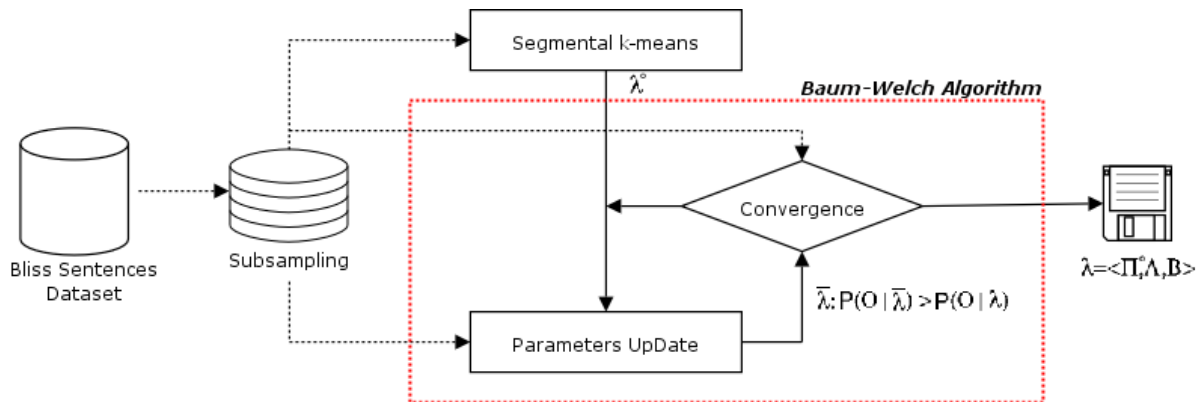 Segmental k-means
λ°
Baum-Welch Algorithm
Bliss Sentences
Dataset
Subsampling
Convergence
λ=<Π,°Λ,B>
λ̄:P(O|λ̄)>P(O|λ)
Parameters UpDate